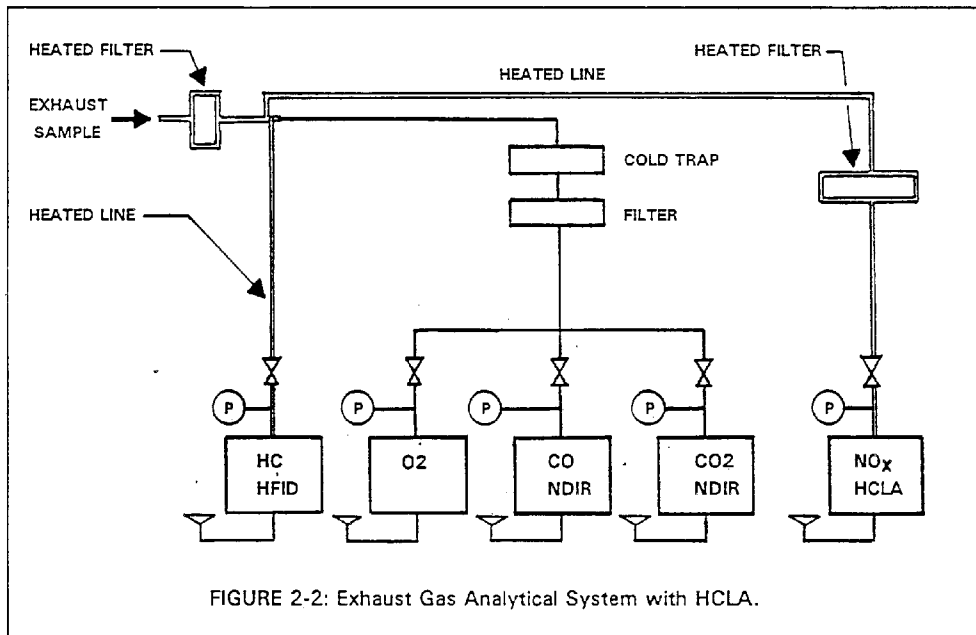 HEATED FILTER
HEATED FILTER
HEATED LINE
EXHAUST
SAMPLE
COLD TRAP
FILTER
HEATED LINE
P
P
P
P
P
HC
HFID
O2
CO
NDIR
CO2
NDIR
NOX
HCLA
FIGURE 2-2: Exhaust Gas Analytical System with HCLA.